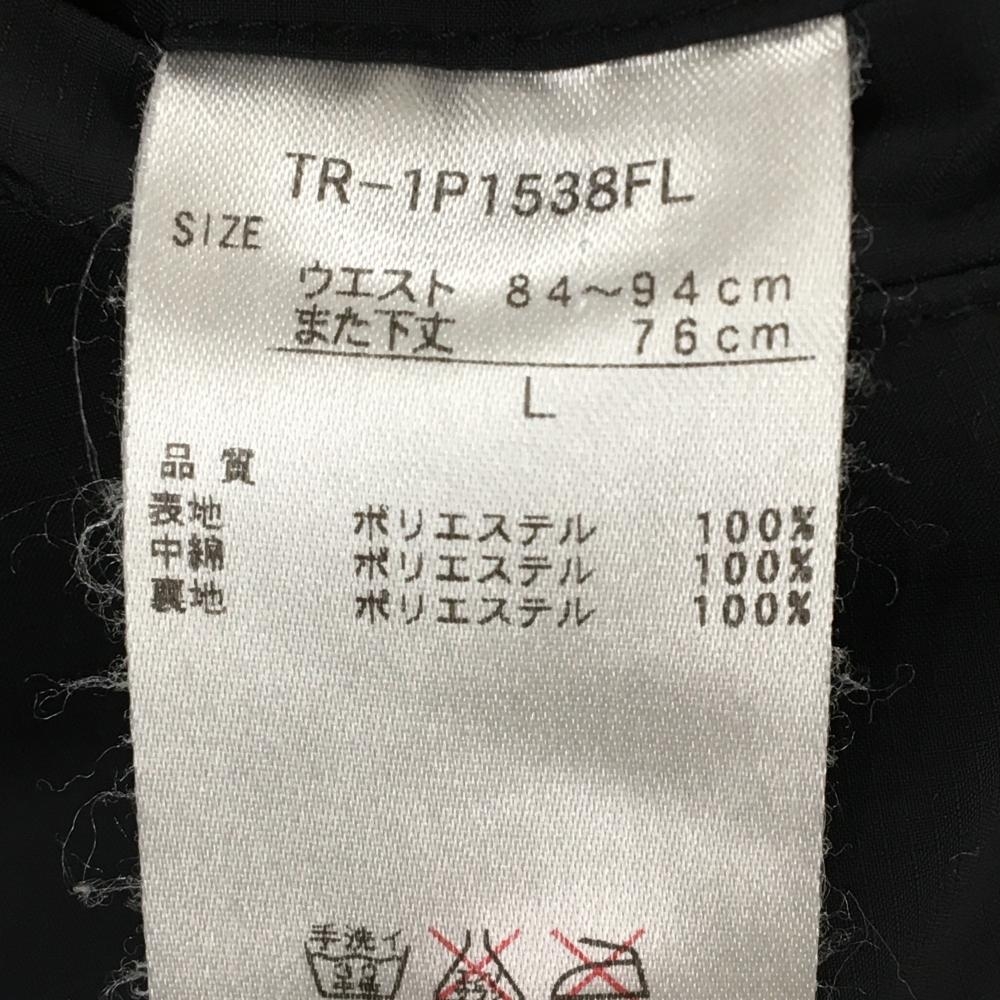 TR-1P1538FL
SIZE
ウエスト 84~94cm
また下丈 76cm
L
品質
表地 ポリエステル 100%
中綿 ポリエステル 100%
裏地 ポリエステル 100%
手洗イ